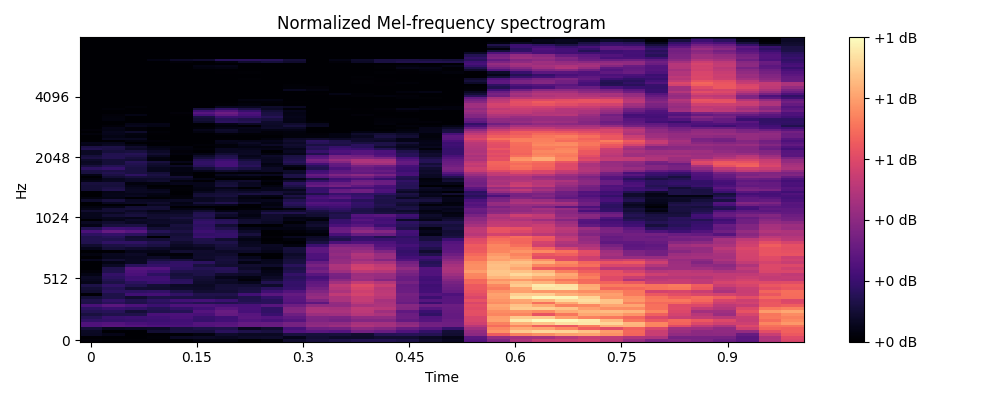 Normalized Mel-frequency spectrogram
Hz
4096
2048
1024
512
0
0 0.15 0.3 0.45 0.6 0.75 0.9
Time
+1 dB
+1 dB
+1 dB
+0 dB
+0 dB
+0 dB